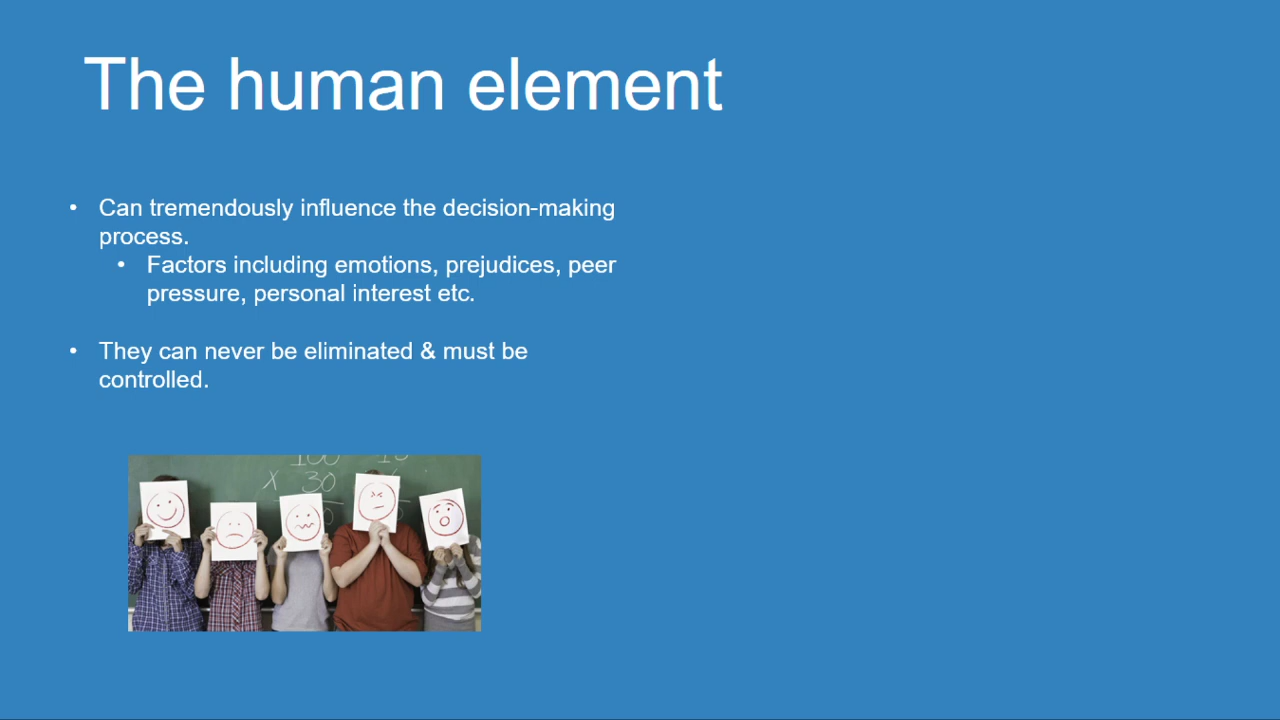 The human element
• Can tremendously influence the decision-making
process.
• Factors including emotions, prejudices, peer
pressure, personal interest etc.
• They can never be eliminated & must be
controlled.
X 30